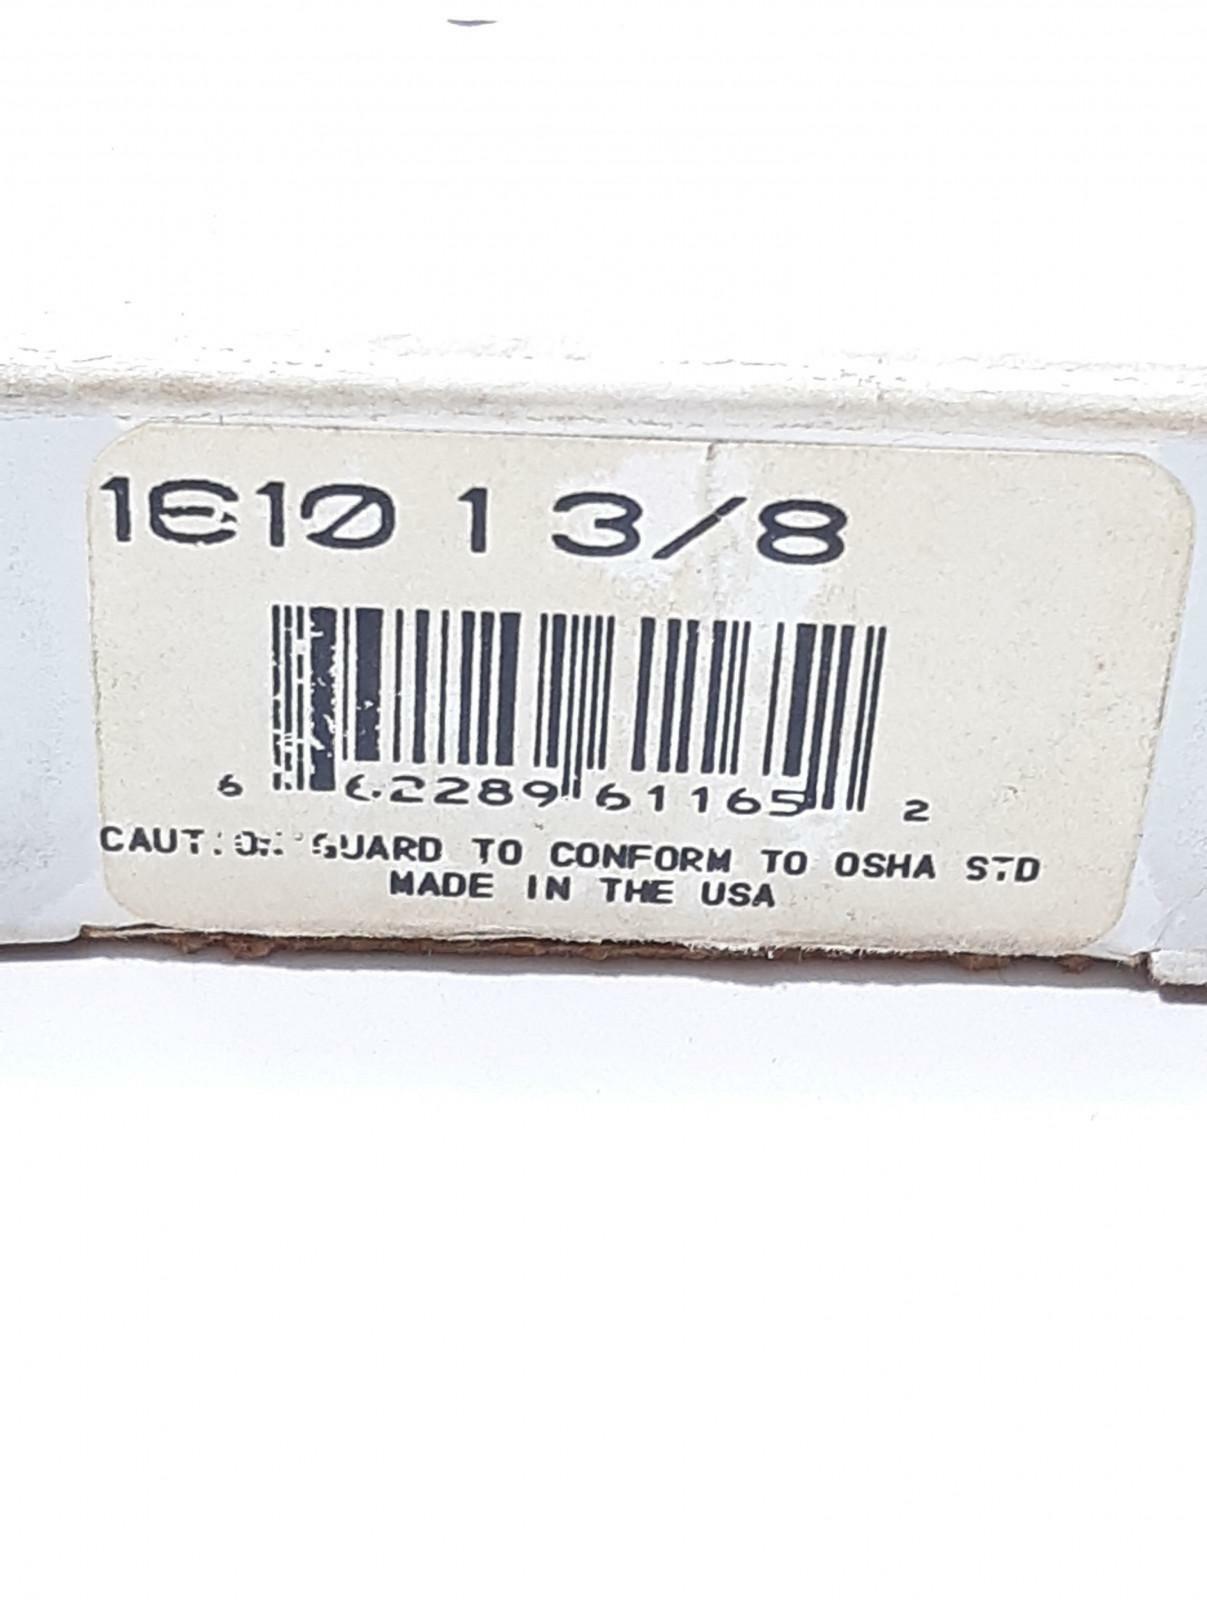 1610 1 3/8
6 62289 61165 2
CAUTION GUARD TO CONFORM TO OSHA STD
MADE IN THE USA